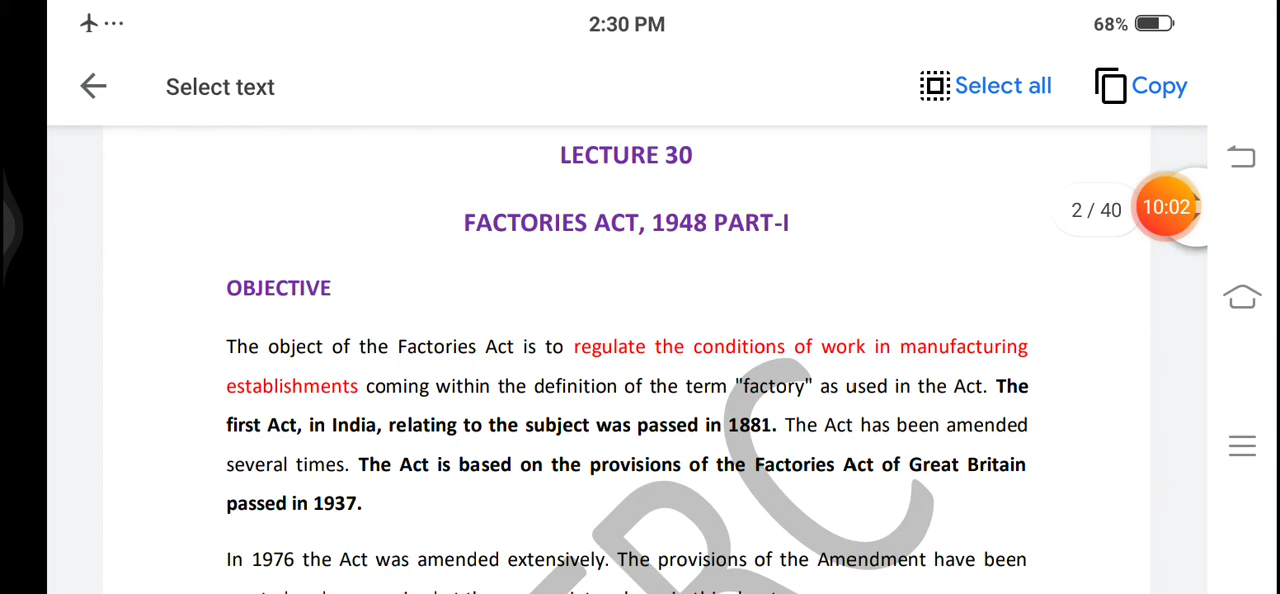 2:30 PM
68%
Select text
Select all
Copy
LECTURE 30
2 / 40
10:02
FACTORIES ACT, 1948 PART-I
OBJECTIVE
The object of the Factories Act is to regulate the conditions of work in manufacturing
establishments coming within the definition of the term "factory" as used in the Act. The
first Act, in India, relating to the subject was passed in 1881. The Act has been amended
several times. The Act is based on the provisions of the Factories Act of Great Britain
passed in 1937.
In 1976 the Act was amended extensively. The provisions of the Amendment have been